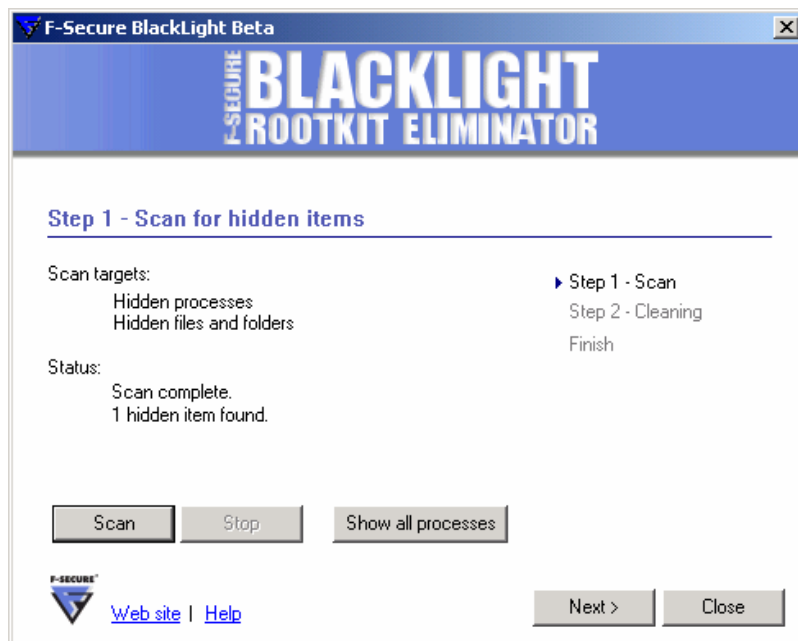 F-Secure BlackLight Beta
F-SECURE
BLACKLIGHT
ROOTKIT ELIMINATOR
Step 1 - Scan for hidden items
Scan targets:
Hidden processes
Hidden files and folders
Status:
Scan complete.
1 hidden item found.
Step 1 - Scan
Step 2 - Cleaning
Finish
Scan
Stop
Show all processes
F-SECURE
Web site | Help
Next >
Close